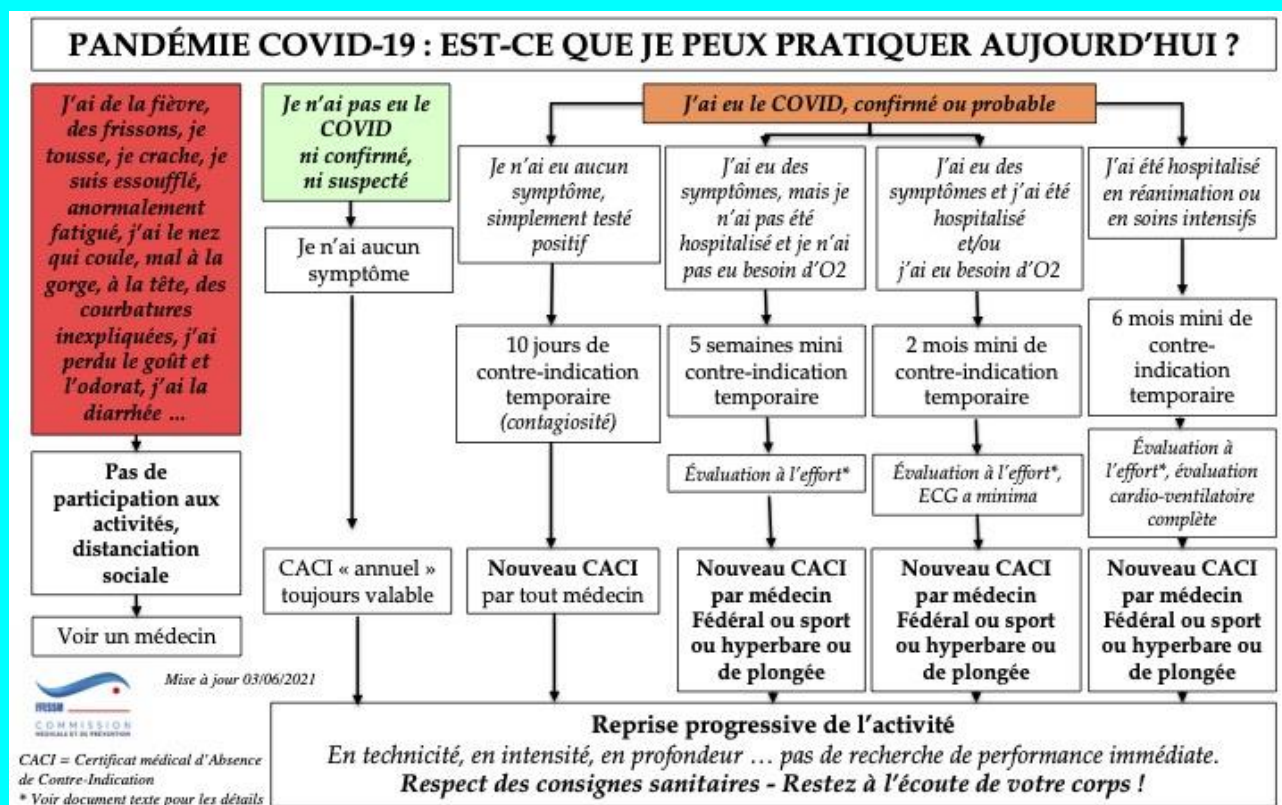 PANDÉMIE COVID-19 : EST-CE QUE JE PEUX PRATIQUER AUJOURD'HUI ?
J'ai de la fièvre,
des frissons, je
tousse, je crache, je
suis essoufflé,
anormalement
fatigué, j'ai le nez
qui coule, mal à la
gorge, à la tête, des
courbatures
inexpliquées, j'ai
perdu le goût et
l'odorat, j'ai la
diarrhée ...
Pas de
participation aux
activités,
distanciation
sociale
Voir un médecin
Je n'ai pas eu le
COVID
ni confirmé,
ni suspecté
Je n'ai aucun
symptôme
CACI « annuel »
toujours valable
J'ai eu le COVID, confirmé ou probable
Je n'ai eu aucun
symptôme,
simplement testé
positif
10 jours de
contre-indication
temporaire
(contagiosité)
Nouveau CACI
par tout médecin
J'ai eu des
symptômes, mais je
n'ai pas été
hospitalisé et je n'ai
pas eu besoin d'O2
5 semaines mini
contre-indication
temporaire
Évaluation à l'effort*
Nouveau CACI
par médecin
Fédéral ou sport
ou hyperbare ou
de plongée
J'ai eu des
symptômes et j'ai été
hospitalisé
et/ou
j'ai eu besoin d'O2
2 mois mini de
contre-indication
temporaire
Évaluation à l'effort*,
ECG a minima
Nouveau CACI
par médecin
Fédéral ou sport
ou hyperbare ou
de plongée
J'ai été hospitalisé
en réanimation ou
en soins intensifs
6 mois mini de
contre-
indication
temporaire
Évaluation à
l'effort*, évaluation
cardio-ventilatoire
complète
Nouveau CACI
par médecin
Fédéral ou sport
ou hyperbare ou
de plongée
Reprise progressive de l'activité
En technicité, en intensité, en profondeur ... pas de recherche de performance immédiate.
Respect des consignes sanitaires - Restez à l'écoute de votre corps !
Mise à jour 03/06/2021
FFESSM
COMMISSION
MÉDICALE ET DE PRÉVENTION
CACI = Certificat médical d'Absence
de Contre-Indication
* Voir document texte pour les détails